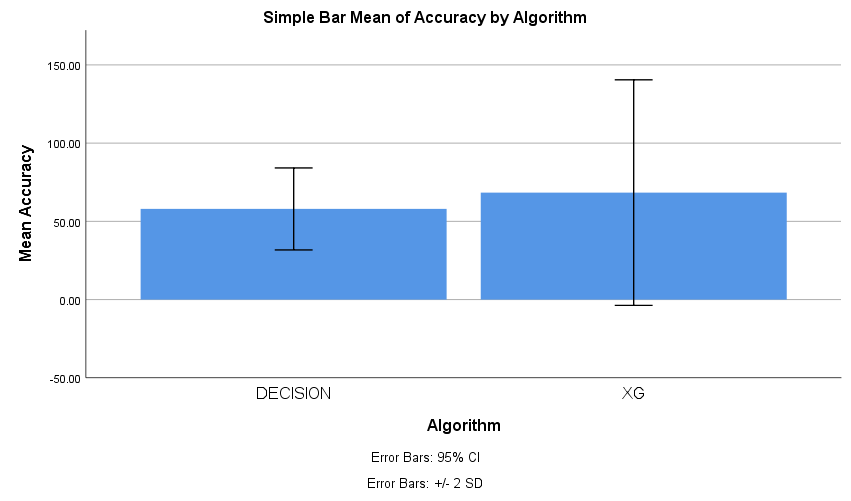 Simple Bar Mean of Accuracy by Algorithm
150.00
100.00
50.00
0.00
-50.00
Mean Accuracy
DECISION
XG
Algorithm
Error Bars: 95% CI
Error Bars: +/- 2 SD